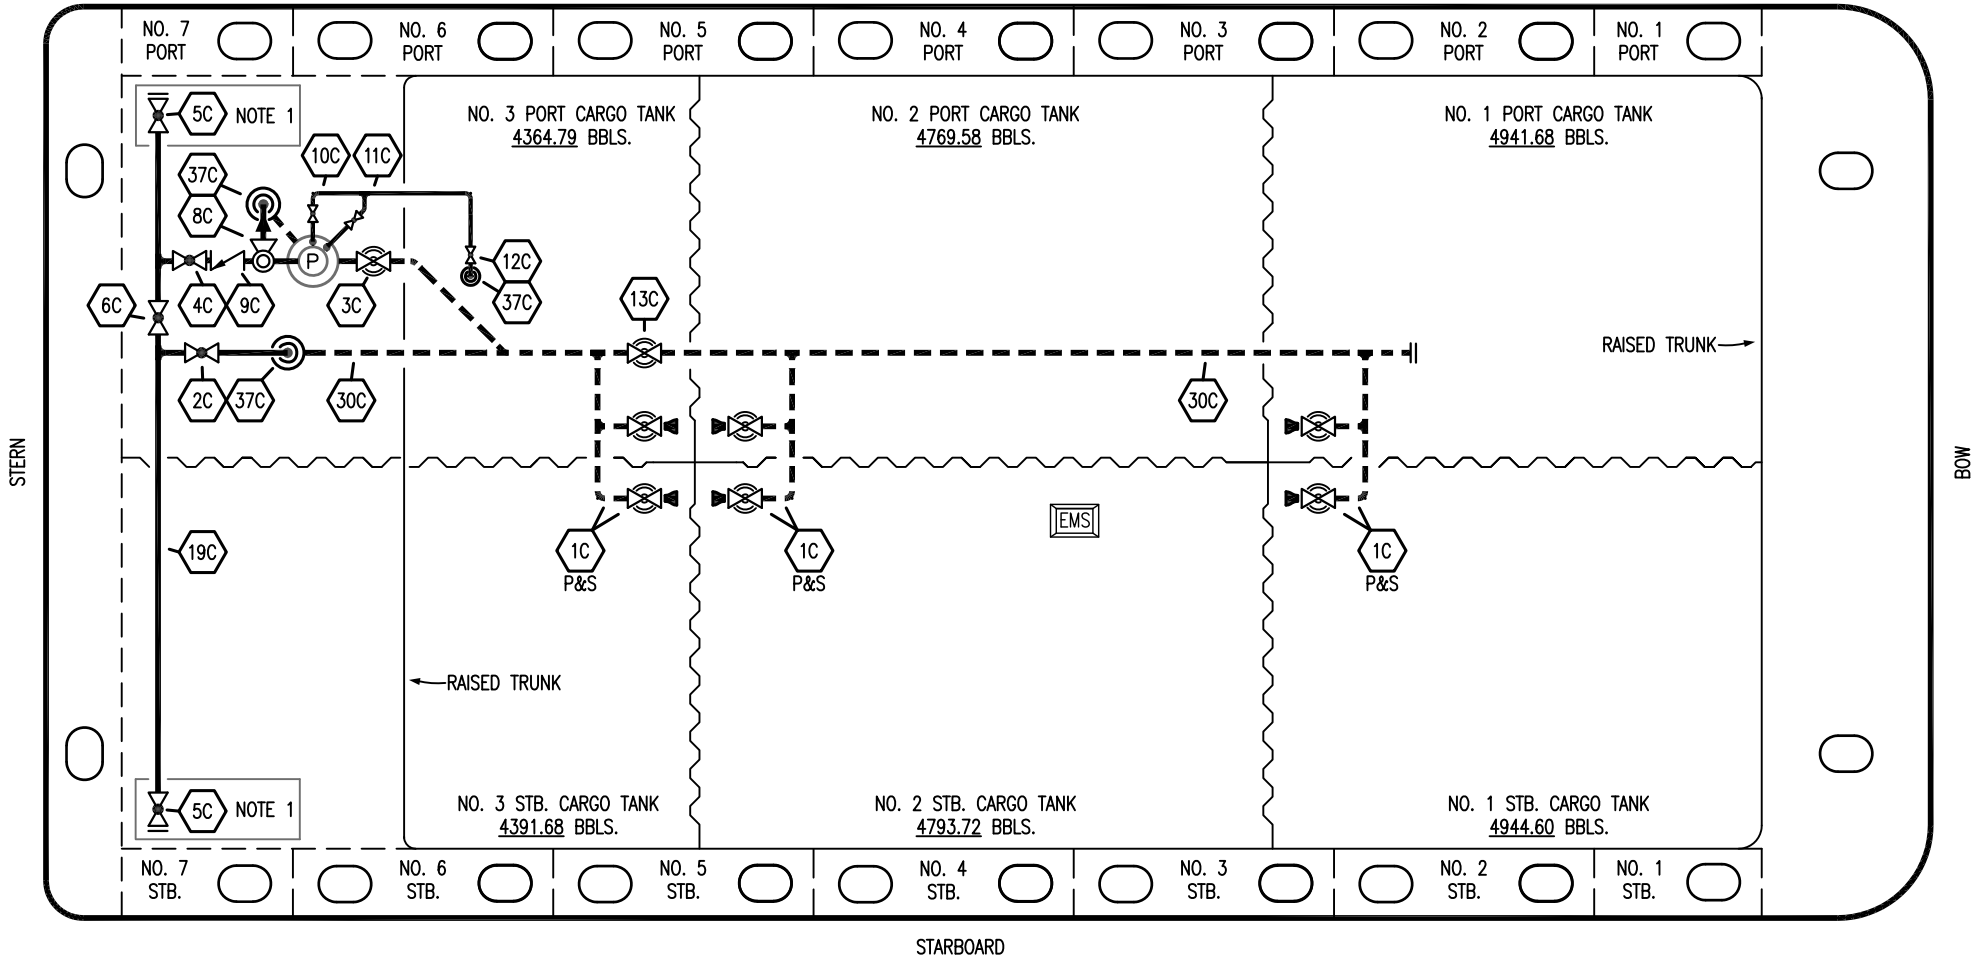 NO. 7
PORT
NO. 6
PORT
NO. 5
PORT
NO. 4
PORT
NO. 3
PORT
NO. 2
PORT
NO. 1
PORT
5C
NOTE 1
NO. 3 PORT CARGO TANK
4364.79 BBLS.
NO. 2 PORT CARGO TANK
4769.58 BBLS.
NO. 1 PORT CARGO TANK
4941.68 BBLS.
10C
11C
37C
8C
P
12C
37C
6C
4C
9C
3C
13C
RAISED TRUNK
2C
37C
30C
30C
STERN
BOW
EMS
19C
1C
P&S
1C
P&S
1C
P&S
RAISED TRUNK
5C
NOTE 1
NO. 3 STB. CARGO TANK
4391.68 BBLS.
NO. 2 STB. CARGO TANK
4793.72 BBLS.
NO. 1 STB. CARGO TANK
4944.60 BBLS.
NO. 7
STB.
NO. 6
STB.
NO. 5
STB.
NO. 4
STB.
NO. 3
STB.
NO. 2
STB.
NO. 1
STB.
STARBOARD